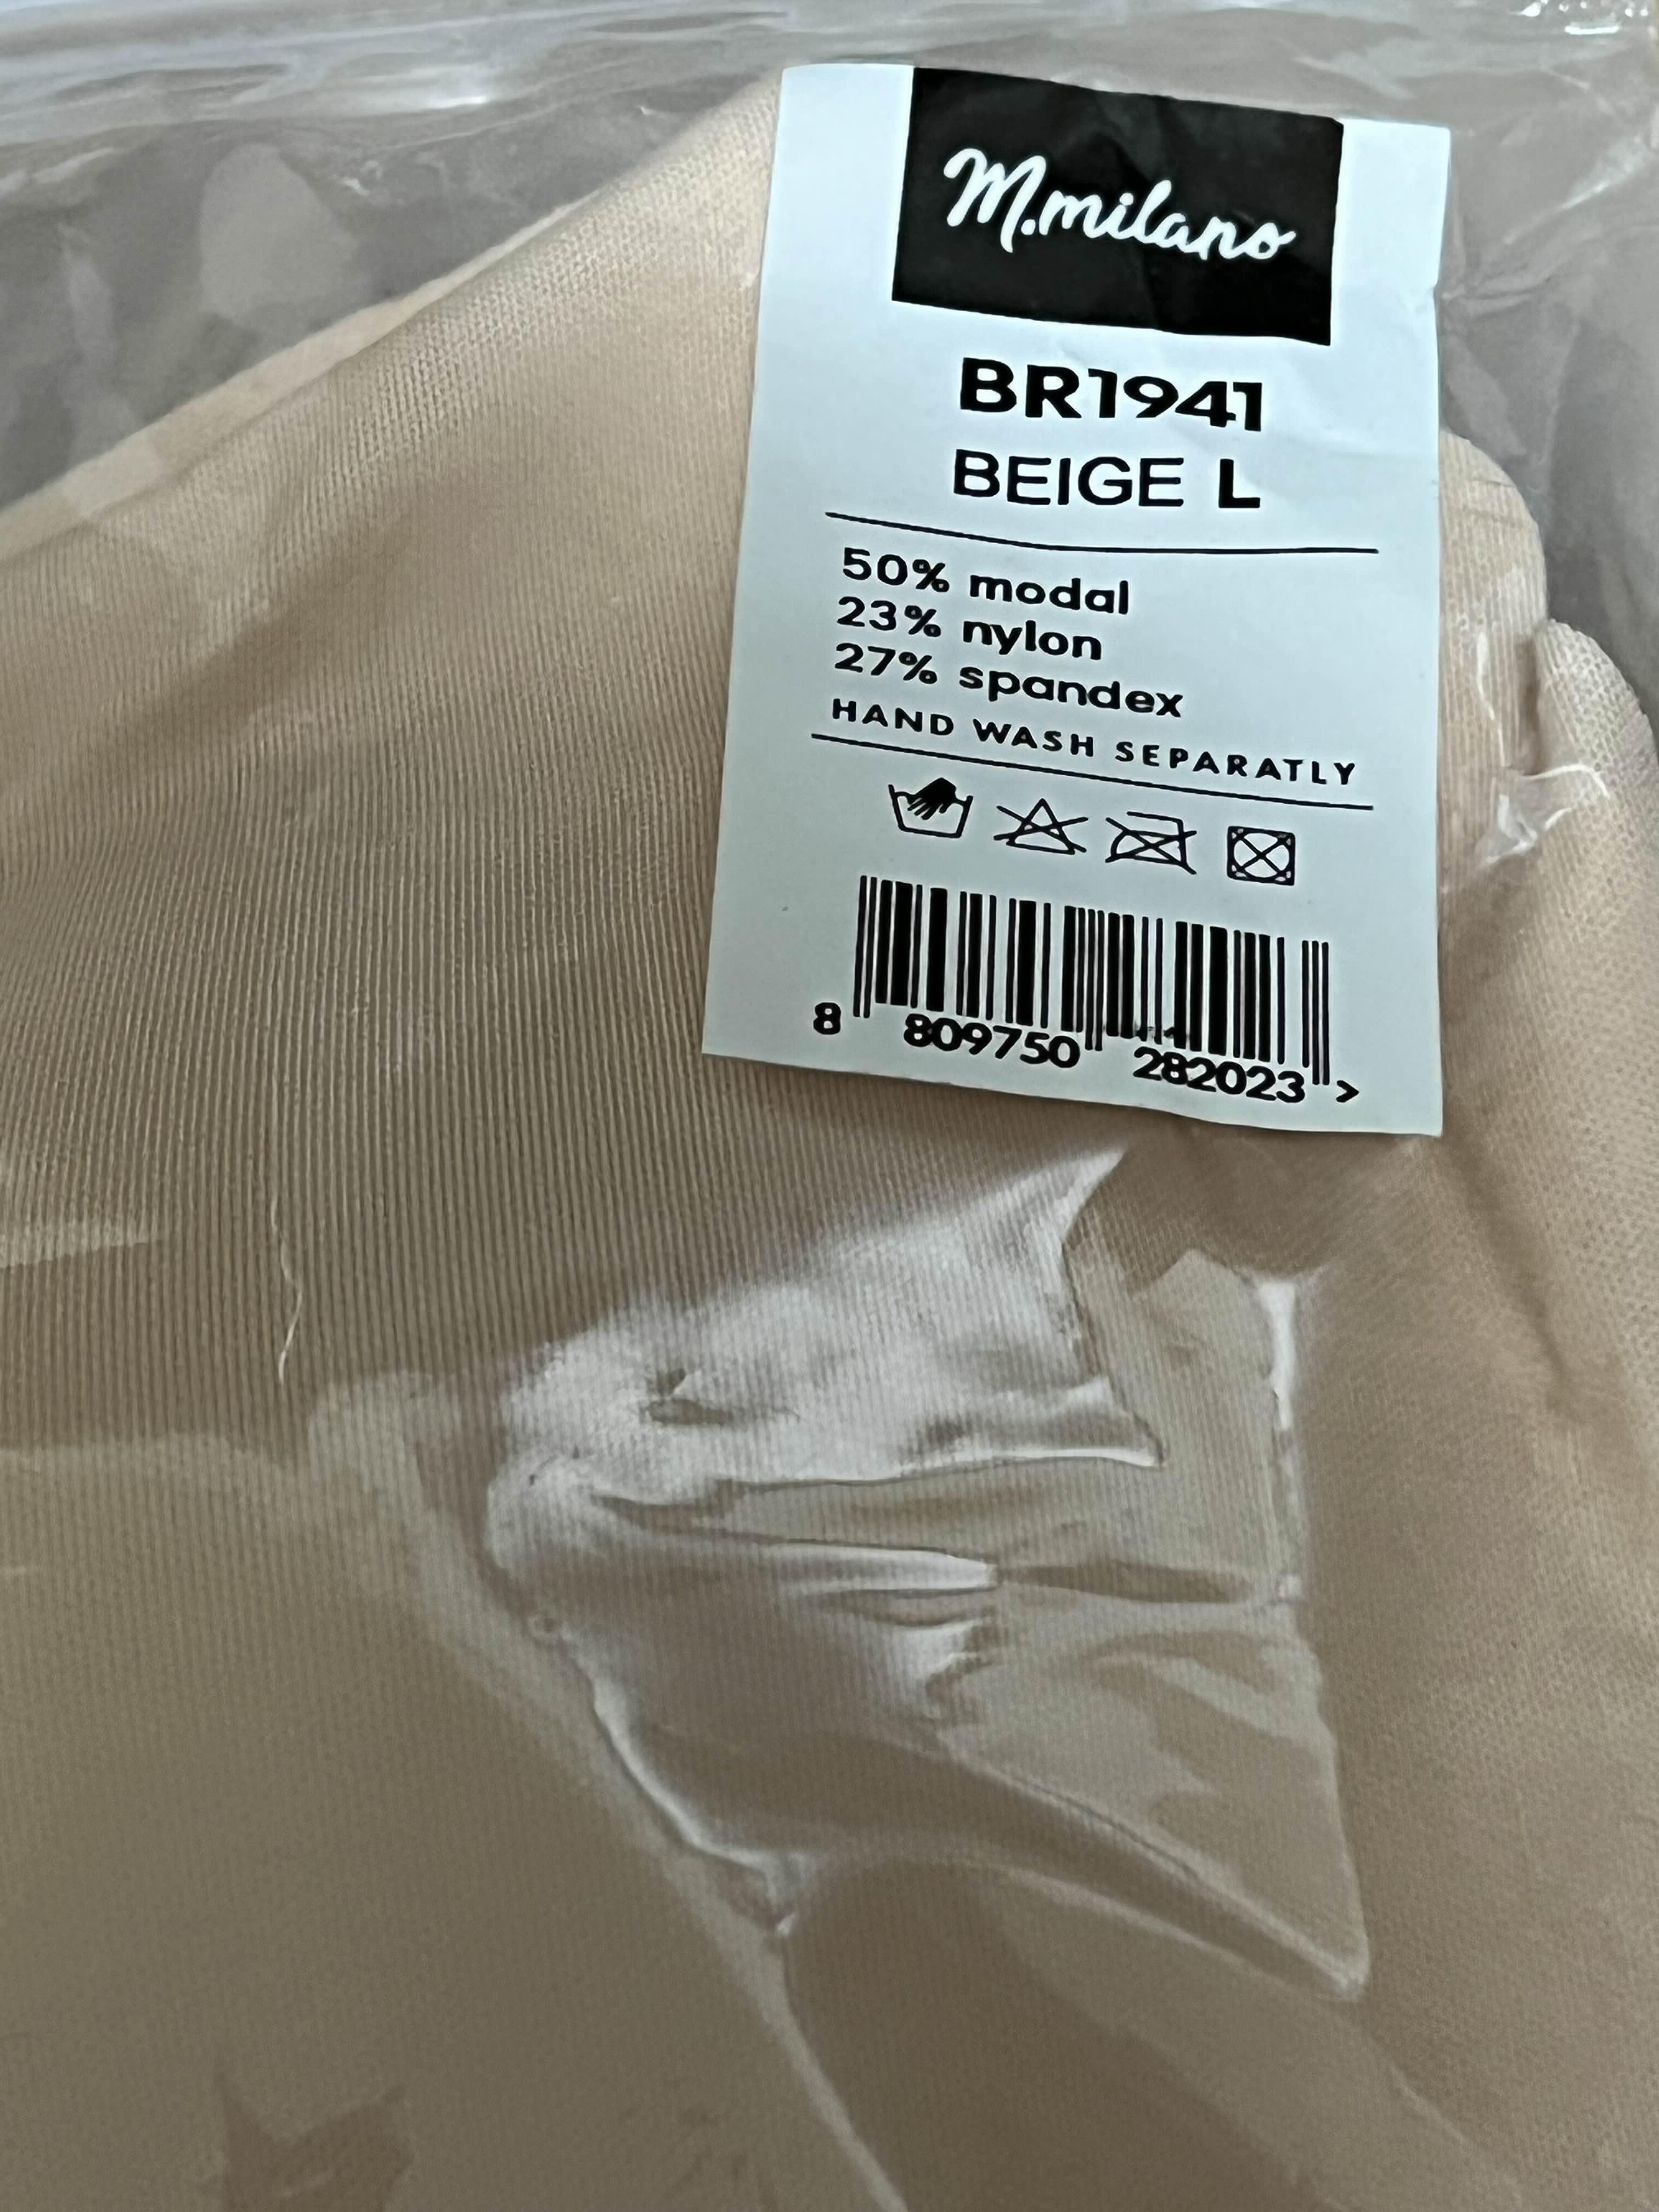 M.milano
BR1941
BEIGE L
50% modal
23% nylon
27% spandex
HAND WASH SEPARATLY
8 809750 282023 >